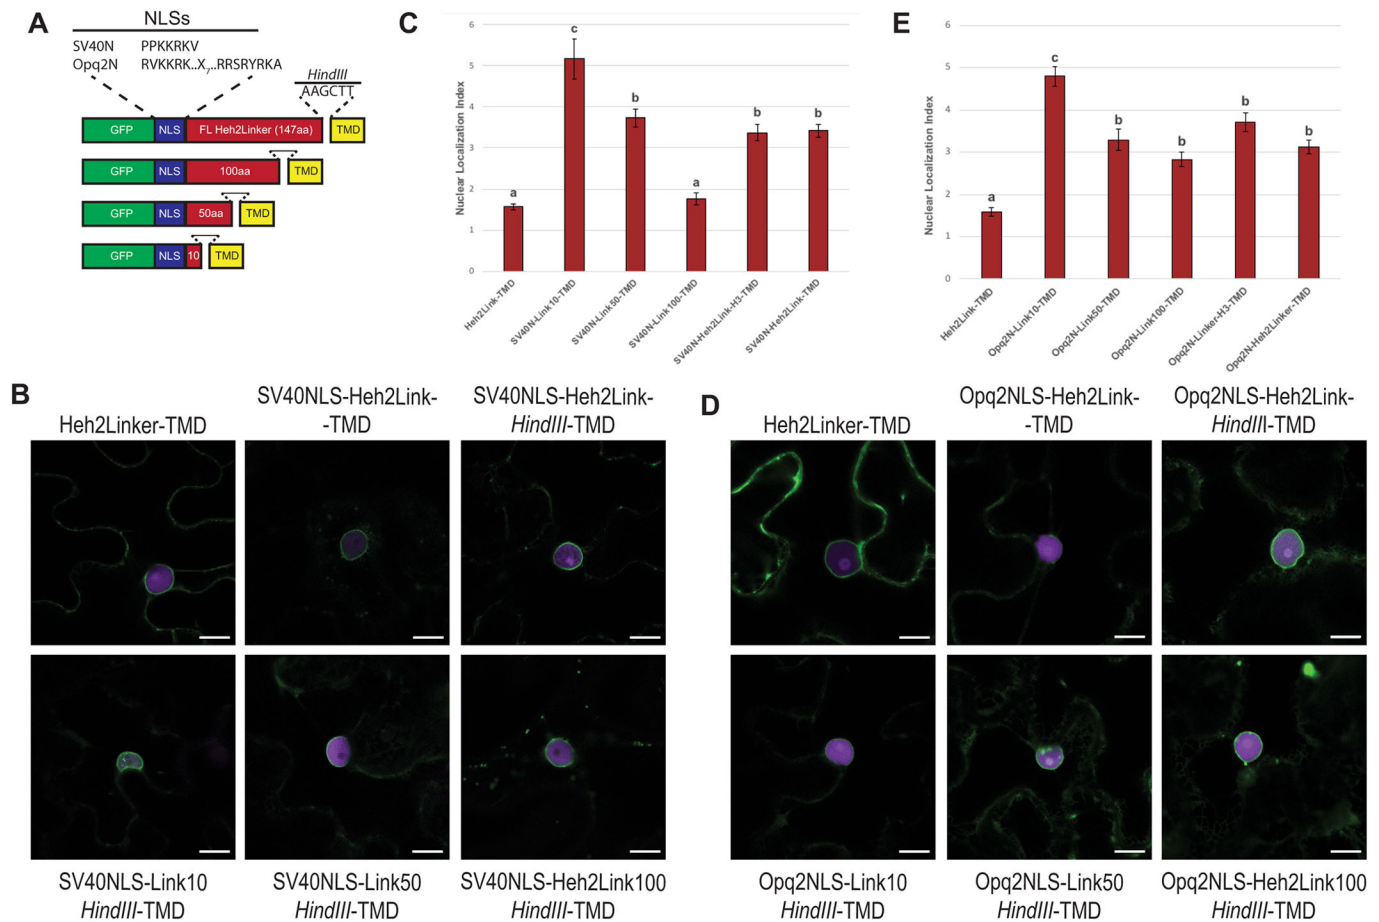 A
NLSs
SV40N PPKKRKV
Opq2N RVKKRK..X7..RRSRYRKA
HindIII
AAGCTT
GFP NLS FL Heh2Linker (147aa) TMD
GFP NLS 100aa TMD
GFP NLS 50aa TMD
GFP NLS 10 TMD
C
Nuclear Localization Index
6
5
4
3
2
1
0
a
c
b
a
b
b
Heh2Link-TMD
SV40N-Link10-TMD
SV40N-Link50-TMD
SV40N-Link100-TMD
SV40N-Heh2Link-H3-TMD
SV40N-Heh2Link-TMD
E
Nuclear Localization Index
6
5
4
3
2
1
0
a
c
b
b
b
b
Heh2Link-TMD
Opq2N-Link10-TMD
Opq2N-Link50-TMD
Opq2N-Link100-TMD
Opq2N-Linker-H3-TMD
Opq2N-Heh2Linker-TMD
B
Heh2Linker-TMD
SV40NLS-Heh2Link-
-TMD
SV40NLS-Heh2Link-
HindIII-TMD
SV40NLS-Link10
HindIII-TMD
SV40NLS-Link50
HindIII-TMD
SV40NLS-Heh2Link100
HindIII-TMD
D
Heh2Linker-TMD
Opq2NLS-Heh2Link-
-TMD
Opq2NLS-Heh2Link-
HindIII-TMD
Opq2NLS-Link10
HindIII-TMD
Opq2NLS-Link50
HindIII-TMD
Opq2NLS-Heh2Link100
HindIII-TMD